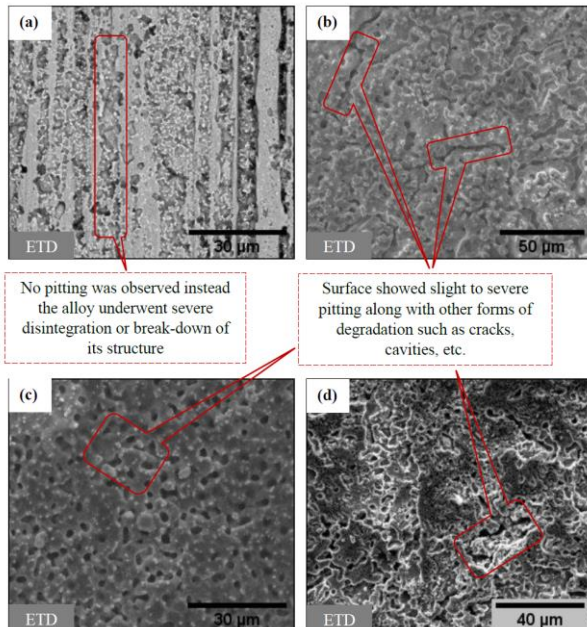 (a)
(b)
ETD
30 µm
ETD
50 µm
No pitting was observed instead
the alloy underwent severe
disintegration or break-down of
its structure
Surface showed slight to severe
pitting along with other forms of
degradation such as cracks,
cavities, etc.
(c)
(d)
ETD
30 µm
ETD
40 µm